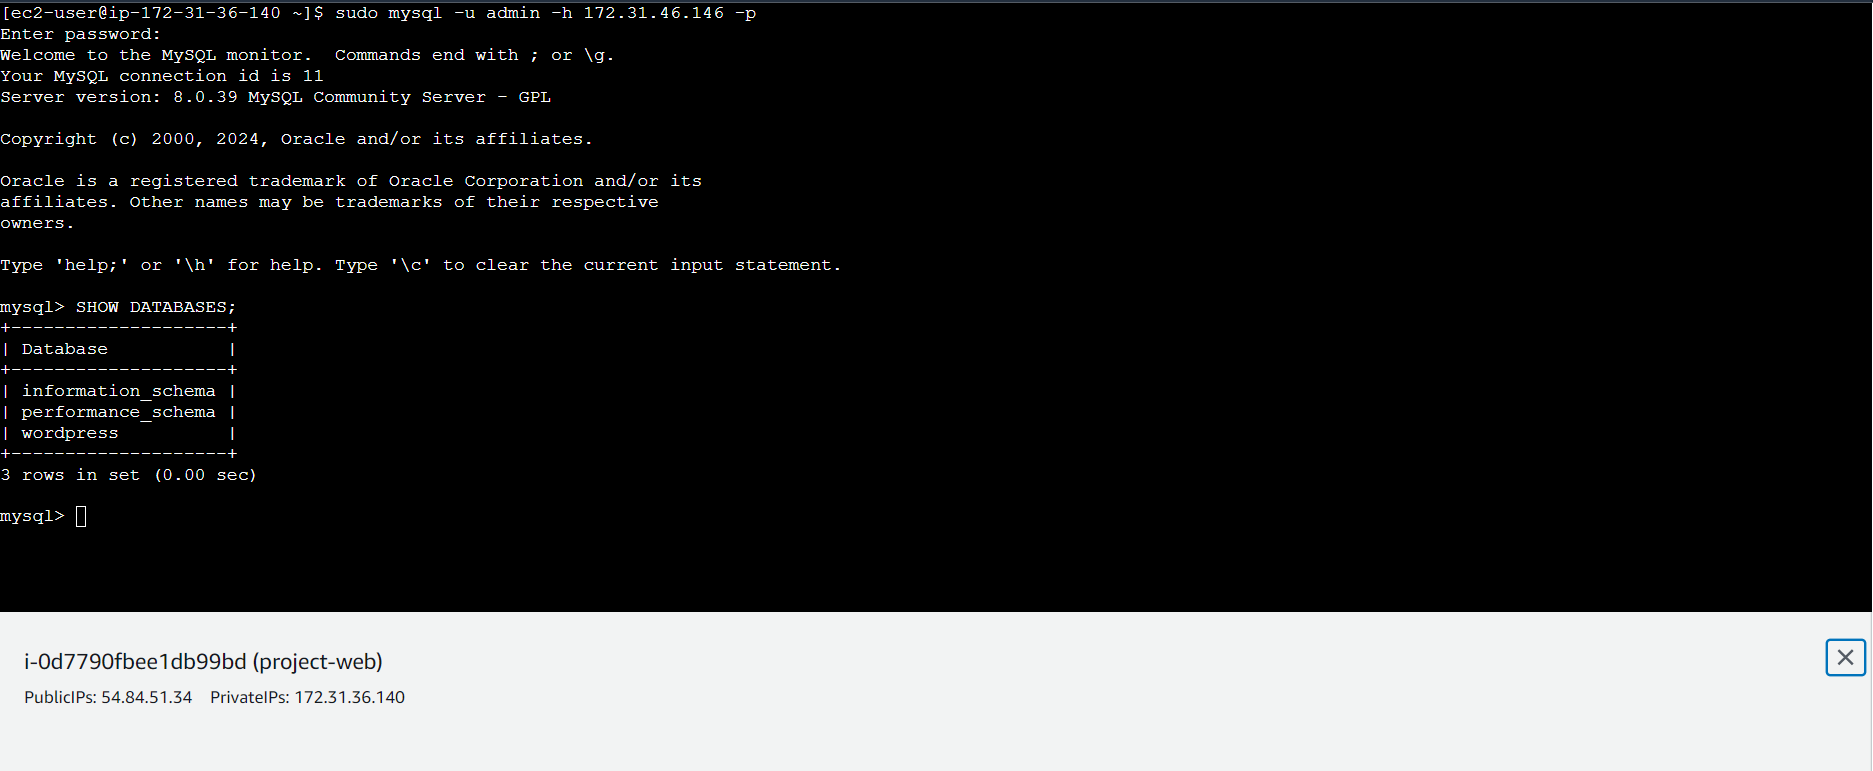 [ec2-user@ip-172-31-36-140 ~]$ sudo mysql -u admin -h 172.31.46.146 -p
Enter password:
Welcome to the MySQL monitor.  Commands end with ; or \g.
Your MySQL connection id is 11
Server version: 8.0.39 MySQL Community Server - GPL

Copyright (c) 2000, 2024, Oracle and/or its affiliates.

Oracle is a registered trademark of Oracle Corporation and/or its
affiliates. Other names may be trademarks of their respective
owners.

Type 'help;' or '\h' for help. Type '\c' to clear the current input statement.

mysql> SHOW DATABASES;
+--------------------+
| Database           |
+--------------------+
| information_schema |
| performance_schema |
| wordpress          |
+--------------------+
3 rows in set (0.00 sec)

mysql>
i-0d7790fbee1db99bd (project-web)
PublicIPs: 54.84.51.34    PrivateIPs: 172.31.36.140